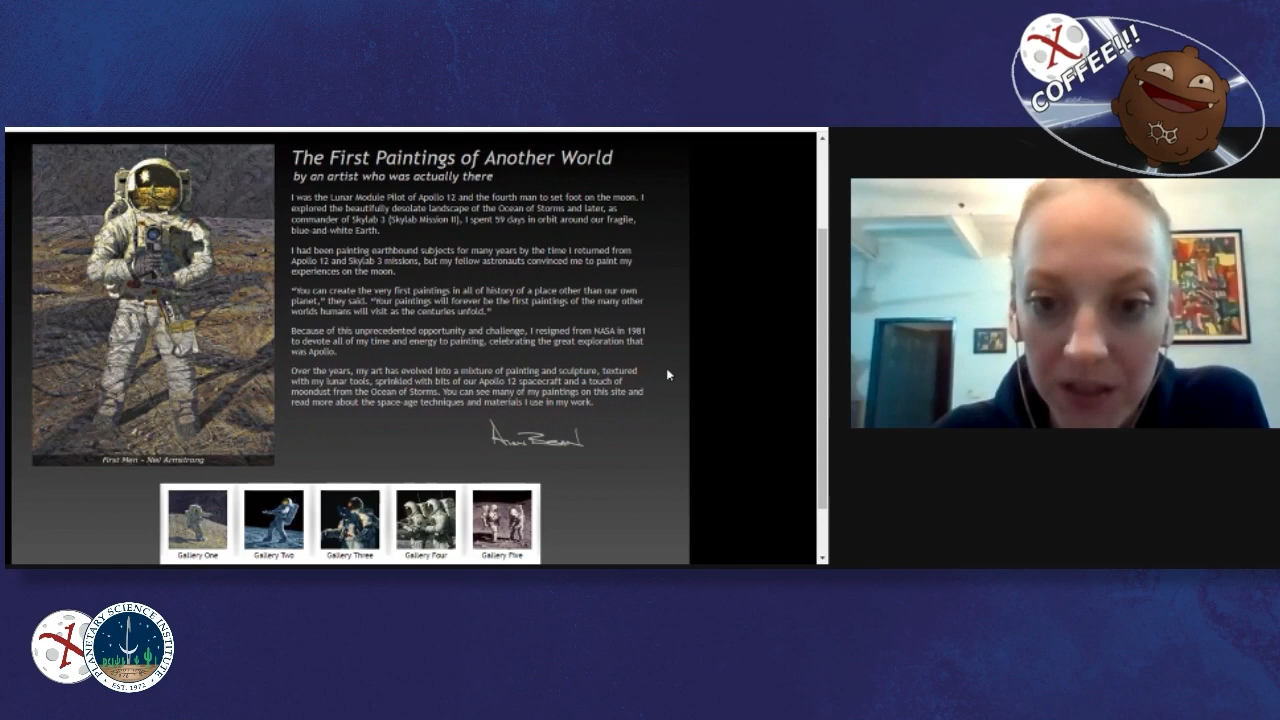 COFFEE!!!
X
The First Paintings of Another World
by an artist who was actually there
I was the Lunar Module Pilot of Apollo 12 and the fourth man to set foot on the moon. I
explored the beautifully desolate landscape of the Ocean of Storms and later, as
commander of Skylab 3 (Skylab Mission II), I spent 59 days in orbit around our fragile,
blue-and-white Earth.
I had been painting earthbound subjects for many years by the time I returned from
Apollo 12 and Skylab 3 missions, but my fellow astronauts convinced me to paint my
experiences on the moon.
"You can create the very first paintings in all of history of a place other than our own
planet," they said. "Your paintings will forever be the first paintings of the many other
worlds humans will visit as the centuries unfold."
Because of this unprecedented opportunity and challenge, I resigned from NASA in 1981
to devote all of my time and energy to painting, celebrating the great exploration that
was Apollo.
Over the years, my art has evolved into a mixture of painting and sculpture, textured
with my lunar tools, sprinkled with bits of our Apollo 12 spacecraft and a touch of
moondust from the Ocean of Storms. You can see many of my paintings on this site and
read more about the space-age techniques and materials I use in my work.
Alan Bean
First Men - Neil Armstrong
Gallery One
Gallery Two
Gallery Three
Gallery Four
Gallery Five
X
PLANETARY SCIENCE INSTITUTE
EST. 1972